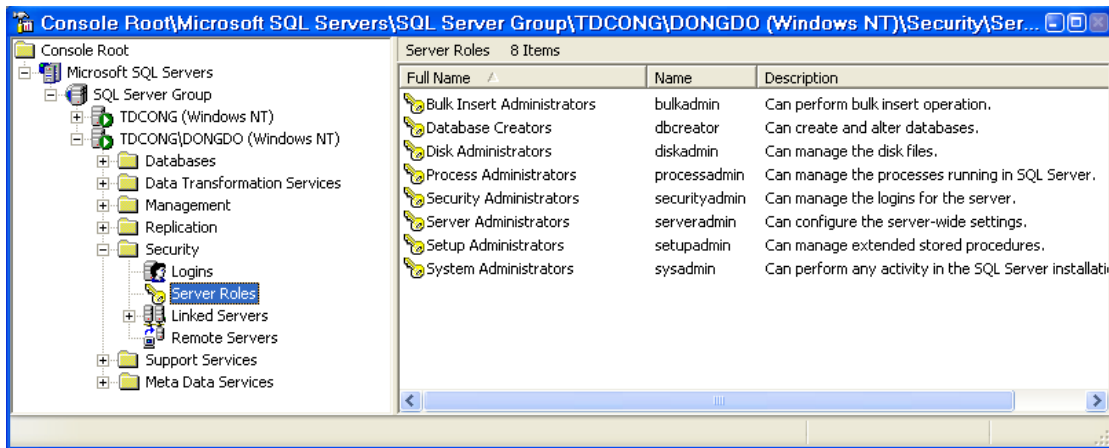 Console Root\Microsoft SQL Servers\SQL Server Group\TDCONG\DONGDO (Windows NT)\Security\Ser...
Console Root
Microsoft SQL Servers
SQL Server Group
TDCONG (Windows NT)
TDCONG\DONGDO (Windows NT)
Databases
Data Transformation Services
Management
Replication
Security
Logins
Server Roles
Linked Servers
Remote Servers
Support Services
Meta Data Services
Server Roles 8 Items
Full Name Name Description
Bulk Insert Administrators bulkadmin Can perform bulk insert operation.
Database Creators dbcreator Can create and alter databases.
Disk Administrators diskadmin Can manage the disk files.
Process Administrators processadmin Can manage the processes running in SQL Server.
Security Administrators securityadmin Can manage the logins for the server.
Server Administrators serveradmin Can configure the server-wide settings.
Setup Administrators setupadmin Can manage extended stored procedures.
System Administrators sysadmin Can perform any activity in the SQL Server installati